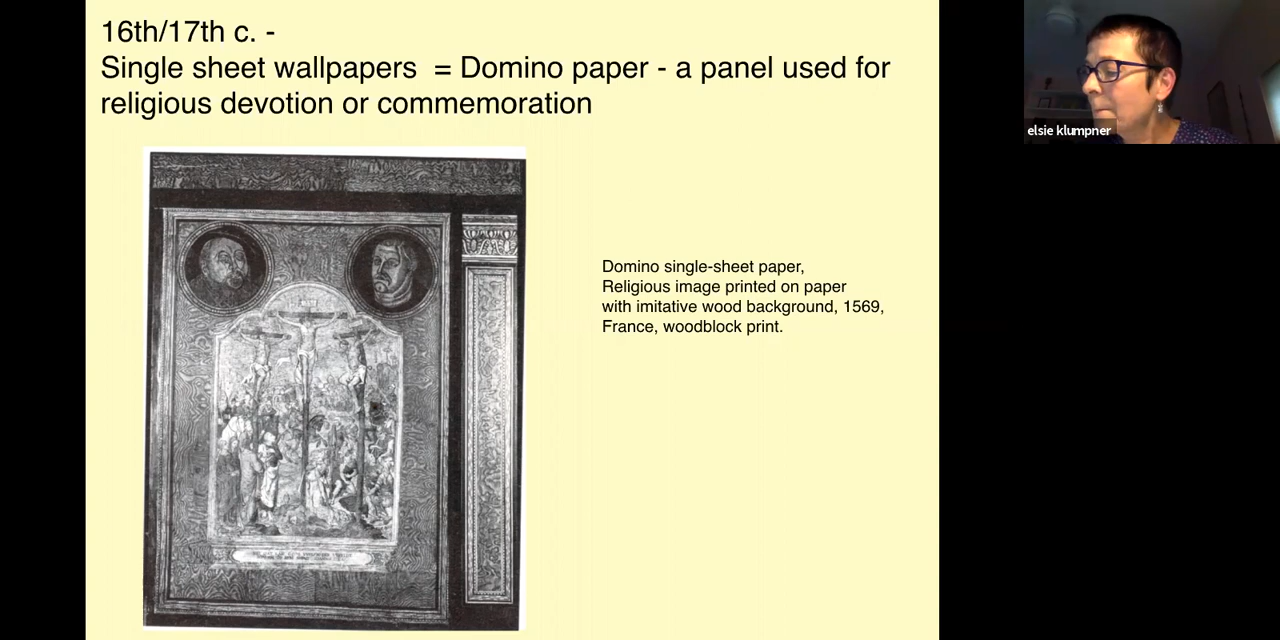 16th/17th c. -
Single sheet wallpapers = Domino paper - a panel used for
religious devotion or commemoration
elsie klumpner
Domino single-sheet paper,
Religious image printed on paper
with imitative wood background, 1569,
France, woodblock print.